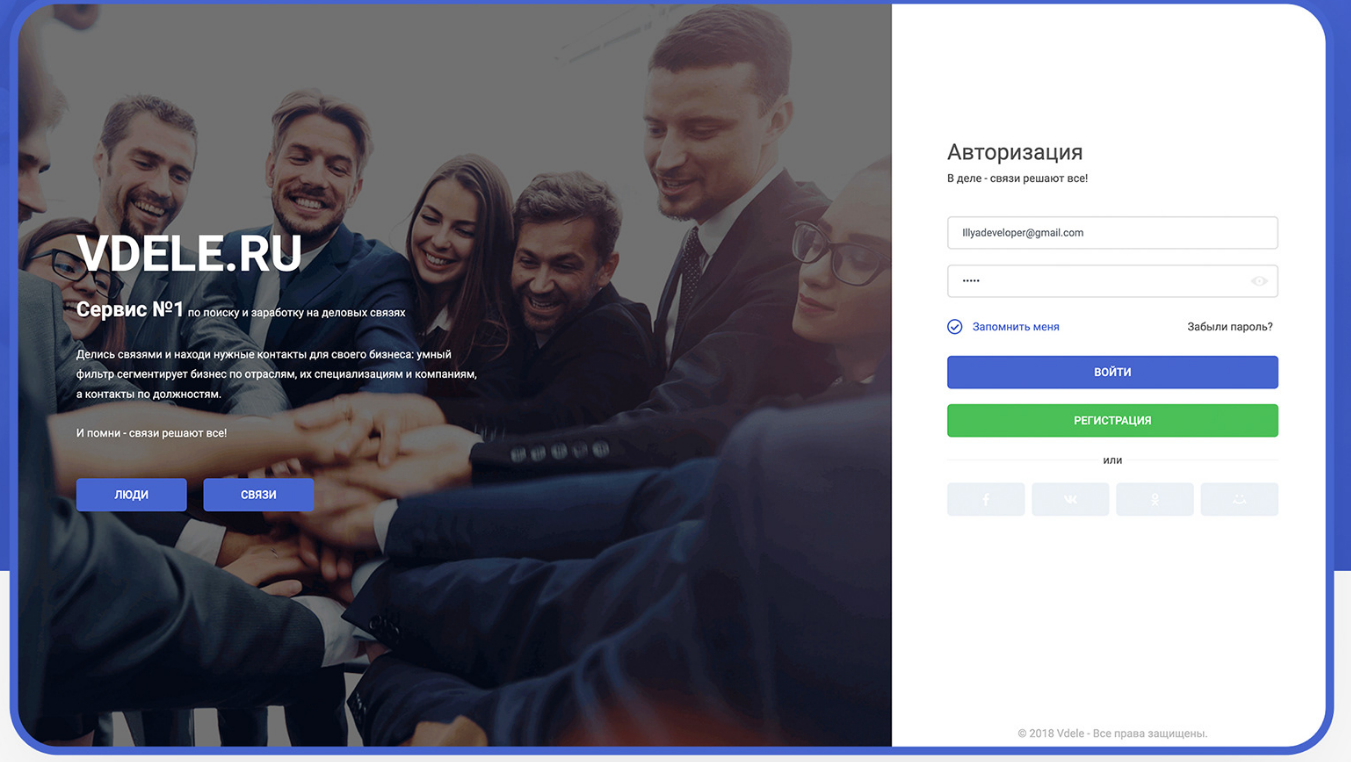 VDELE.RU
Сервис №1 по поиску и заработку на деловых связях
Делись связями и находи нужные контакты для своего бизнеса: умный
фильтр сегментирует бизнес по отраслям, их специализациям и компаниям,
а контакты по должностям.
И помни - связи решают все!
ЛЮДИ
СВЯЗИ
Авторизация
В деле - связи решают все!
Illyadeveloper@gmail.com
•••••
Запомнить меня
Забыли пароль?
ВОЙТИ
РЕГИСТРАЦИЯ
или
© 2018 Vdele - Все права защищены.